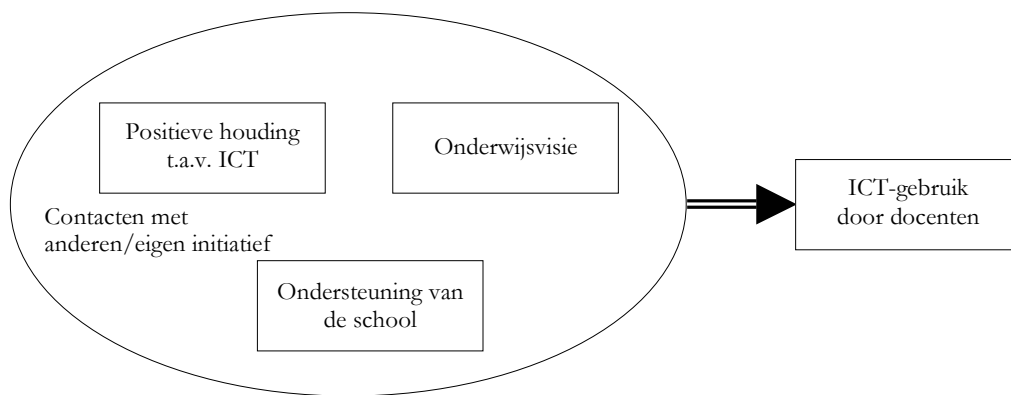 Positieve houding
t.a.v. ICT
Onderwijsvisie
ICT-gebruik
door docenten
Contacten met
anderen/eigen initiatief
Ondersteuning van
de school